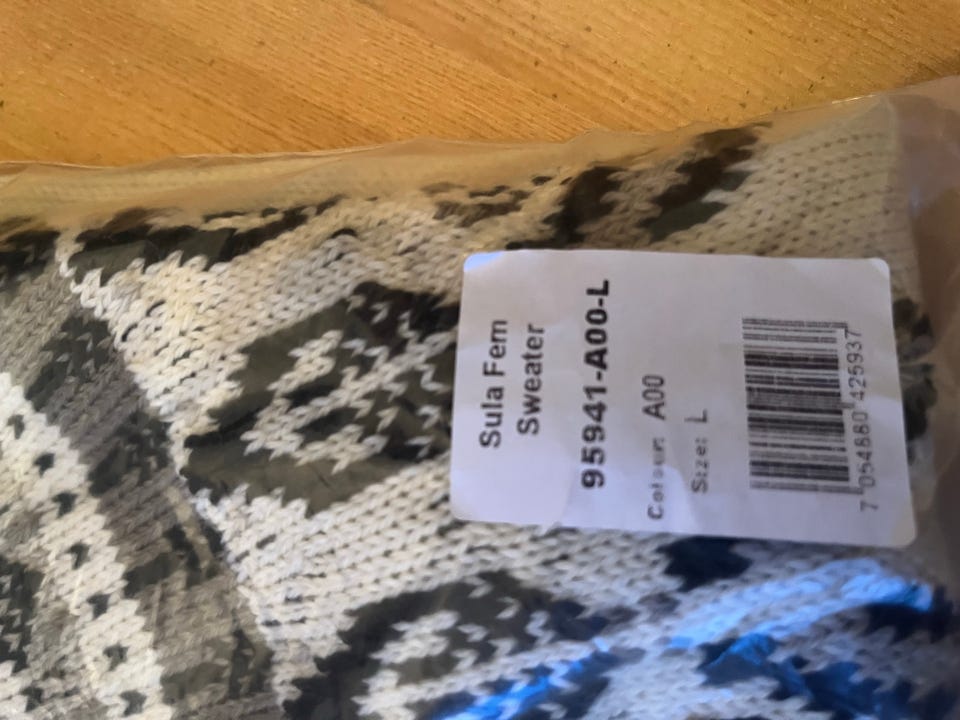 Sula Fem
Sweater
95941-A00-L
Colour: A00
Size: L
7 054880 425937